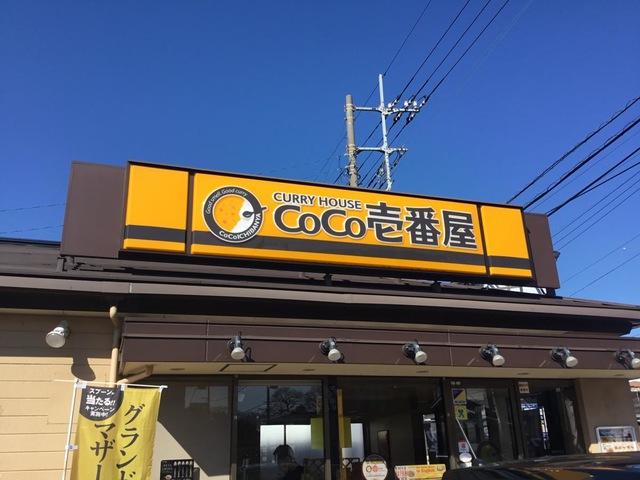 Good smell, Good curry
CoCoICHIBANYA
CURRY HOUSE
CoCo壱番屋
スプーンが
当たる!!
キャンペーン
実施中!
グランド
マザー